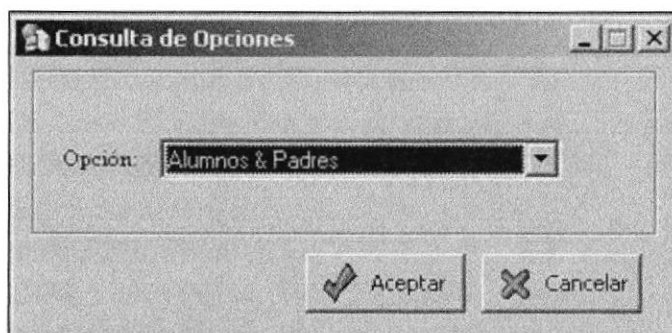 Consulta de Opciones
Opción: Alumnos & Padres
Aceptar Cancelar